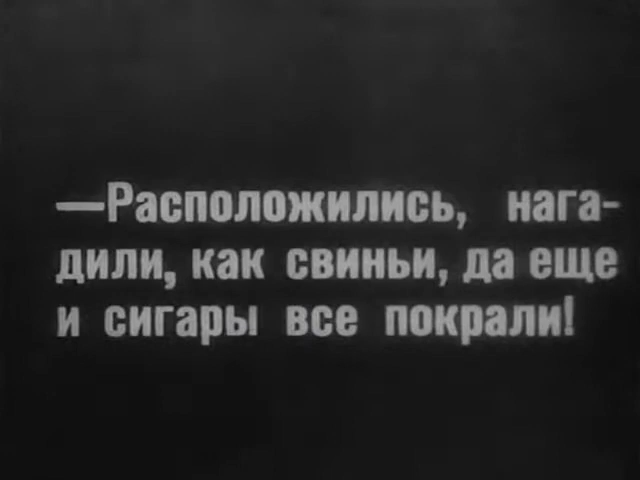 —Расположились, нага-
дили, как свиньи, да еще
и сигары все покрали!